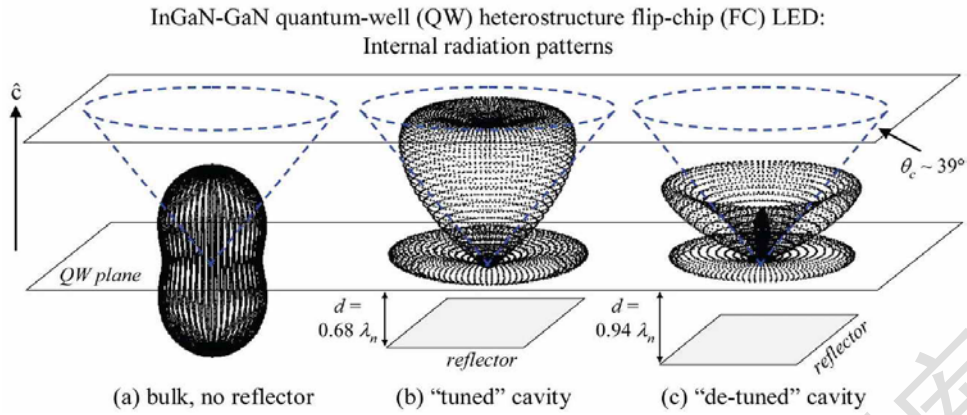 InGaN-GaN quantum-well (QW) heterostructure flip-chip (FC) LED:
Internal radiation patterns
ĉ
θc ~ 39°
QW plane
d =
0.68 λn
reflector
d =
0.94 λn
reflector
(a) bulk, no reflector
(b) “tuned” cavity
(c) “de-tuned” cavity